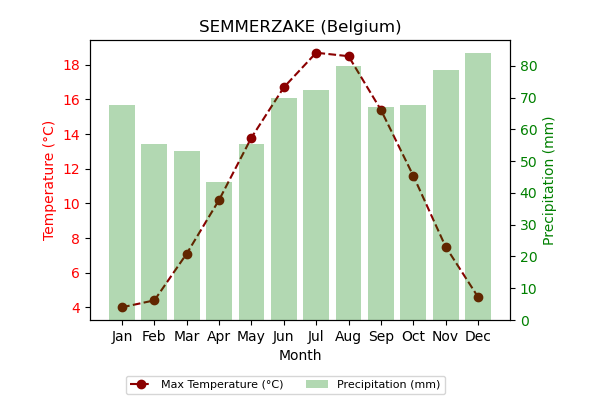 SEMMERZAKE (Belgium)
18
16
14
12
10
8
6
4
Temperature (°C)
80
70
60
50
40
30
20
10
0
Precipitation (mm)
Jan Feb Mar Apr May Jun Jul Aug Sep Oct Nov Dec
Month
Max Temperature (°C) Precipitation (mm)